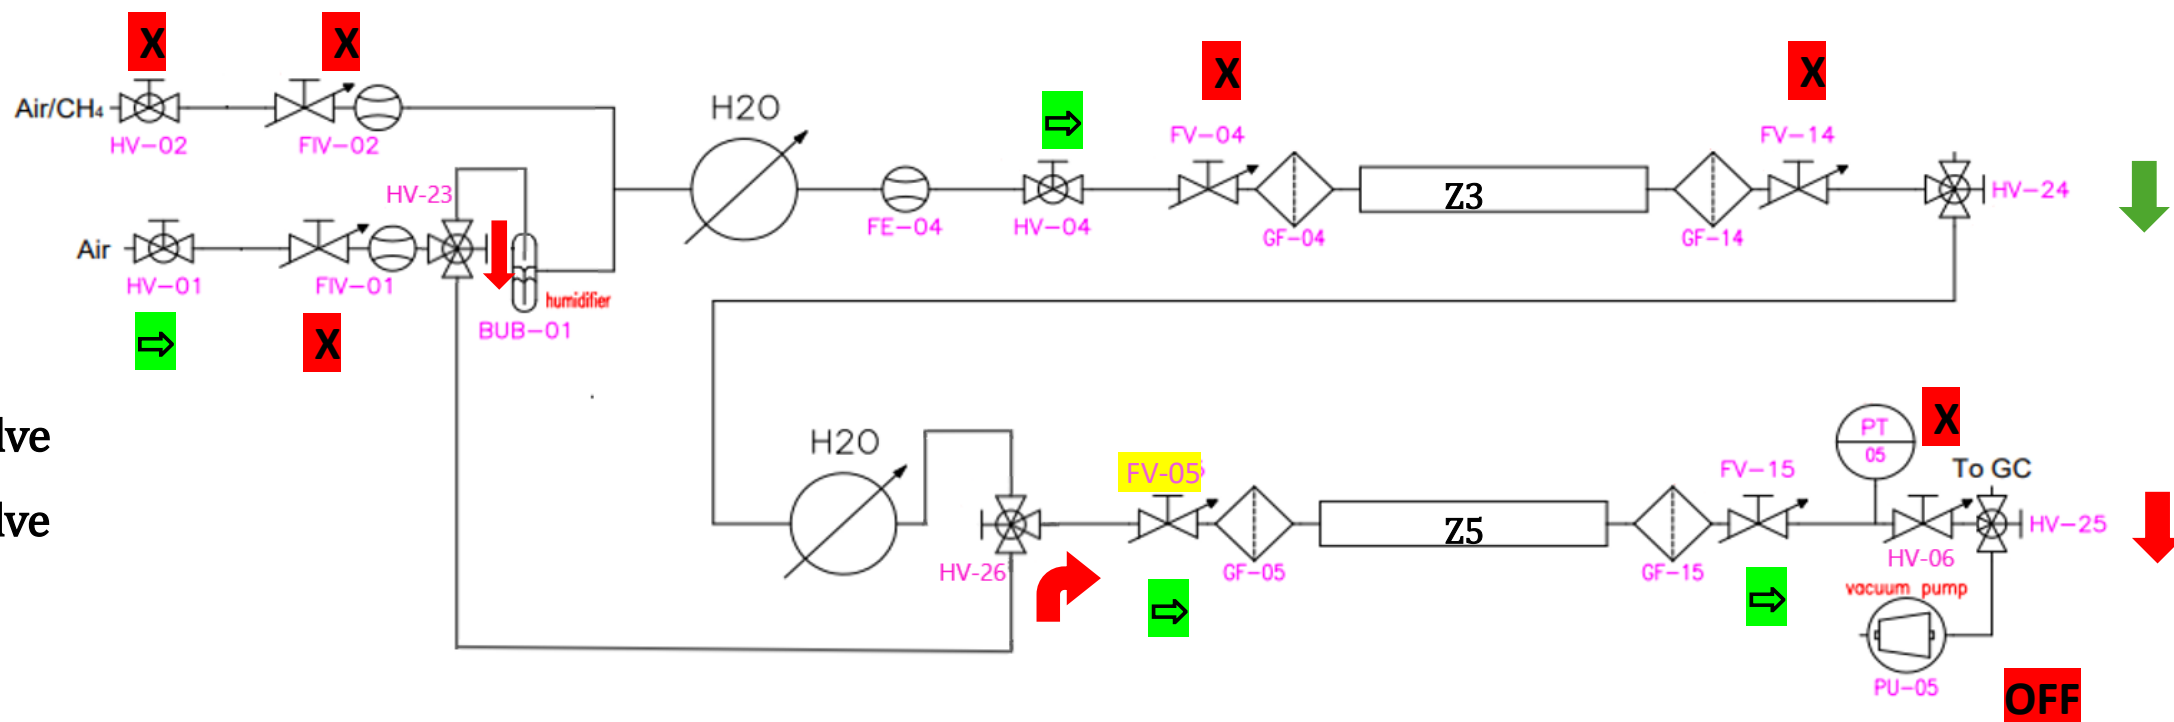 X X
X X
Air/CH₄
HV-02
FIV-02
H2O
⇨
FV-04
FV-14
HV-23
Z3
HV-24
FE-04
HV-04
GF-04
GF-14
Air
HV-01
FIV-01
humidifier
BUB-01
⇨
X
lve
lve
H2O
FV-05
FV-15
PT
05
X
To GC
Z5
HV-25
HV-26
GF-05
GF-15
HV-06
⇨
⇨
vacuum pump
PU-05
OFF